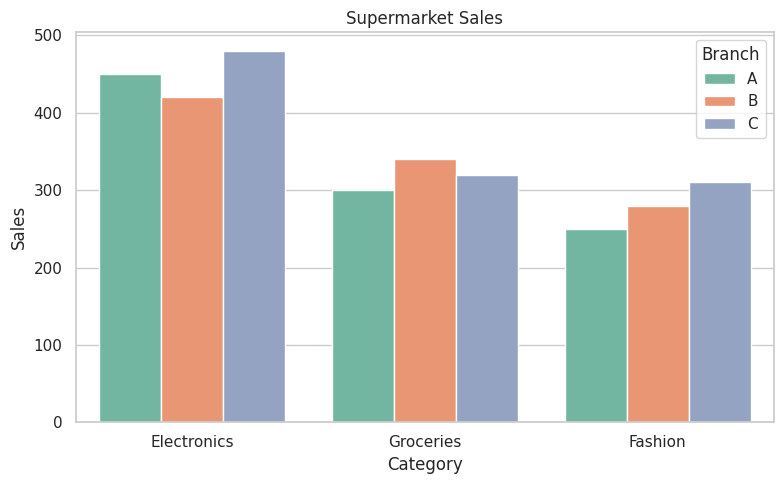 Supermarket Sales
500
400
300
200
100
0
Sales
Electronics
Groceries
Fashion
Category
Branch
A
B
C